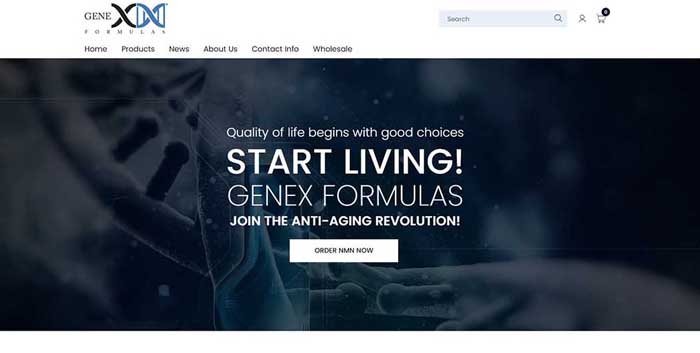 GENE XN
FORMULAS
Search
0
Home Products News About Us Contact Info Wholesale
Quality of life begins with good choices
START LIVING!
GENEX FORMULAS
JOIN THE ANTI-AGING REVOLUTION!
ORDER NMN NOW